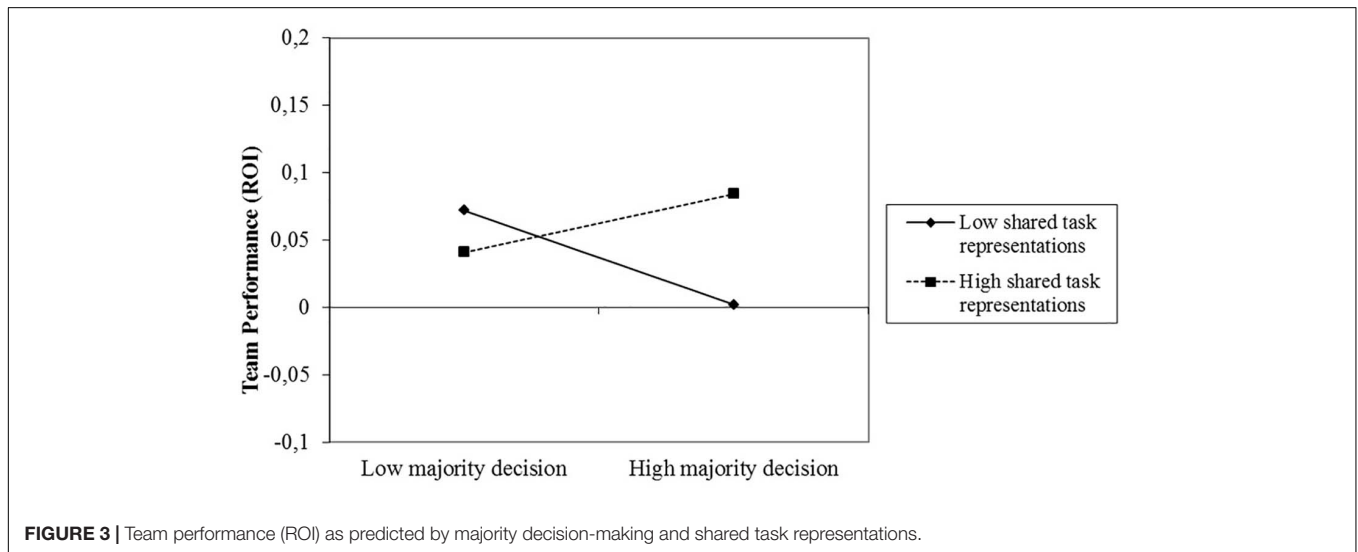 0,2
0,15
0,1
0,05
0
-0,05
-0,1
Team Performance (ROI)
Low majority decision
High majority decision
Low shared task
representations
High shared task
representations
FIGURE 3 | Team performance (ROI) as predicted by majority decision-making and shared task representations.